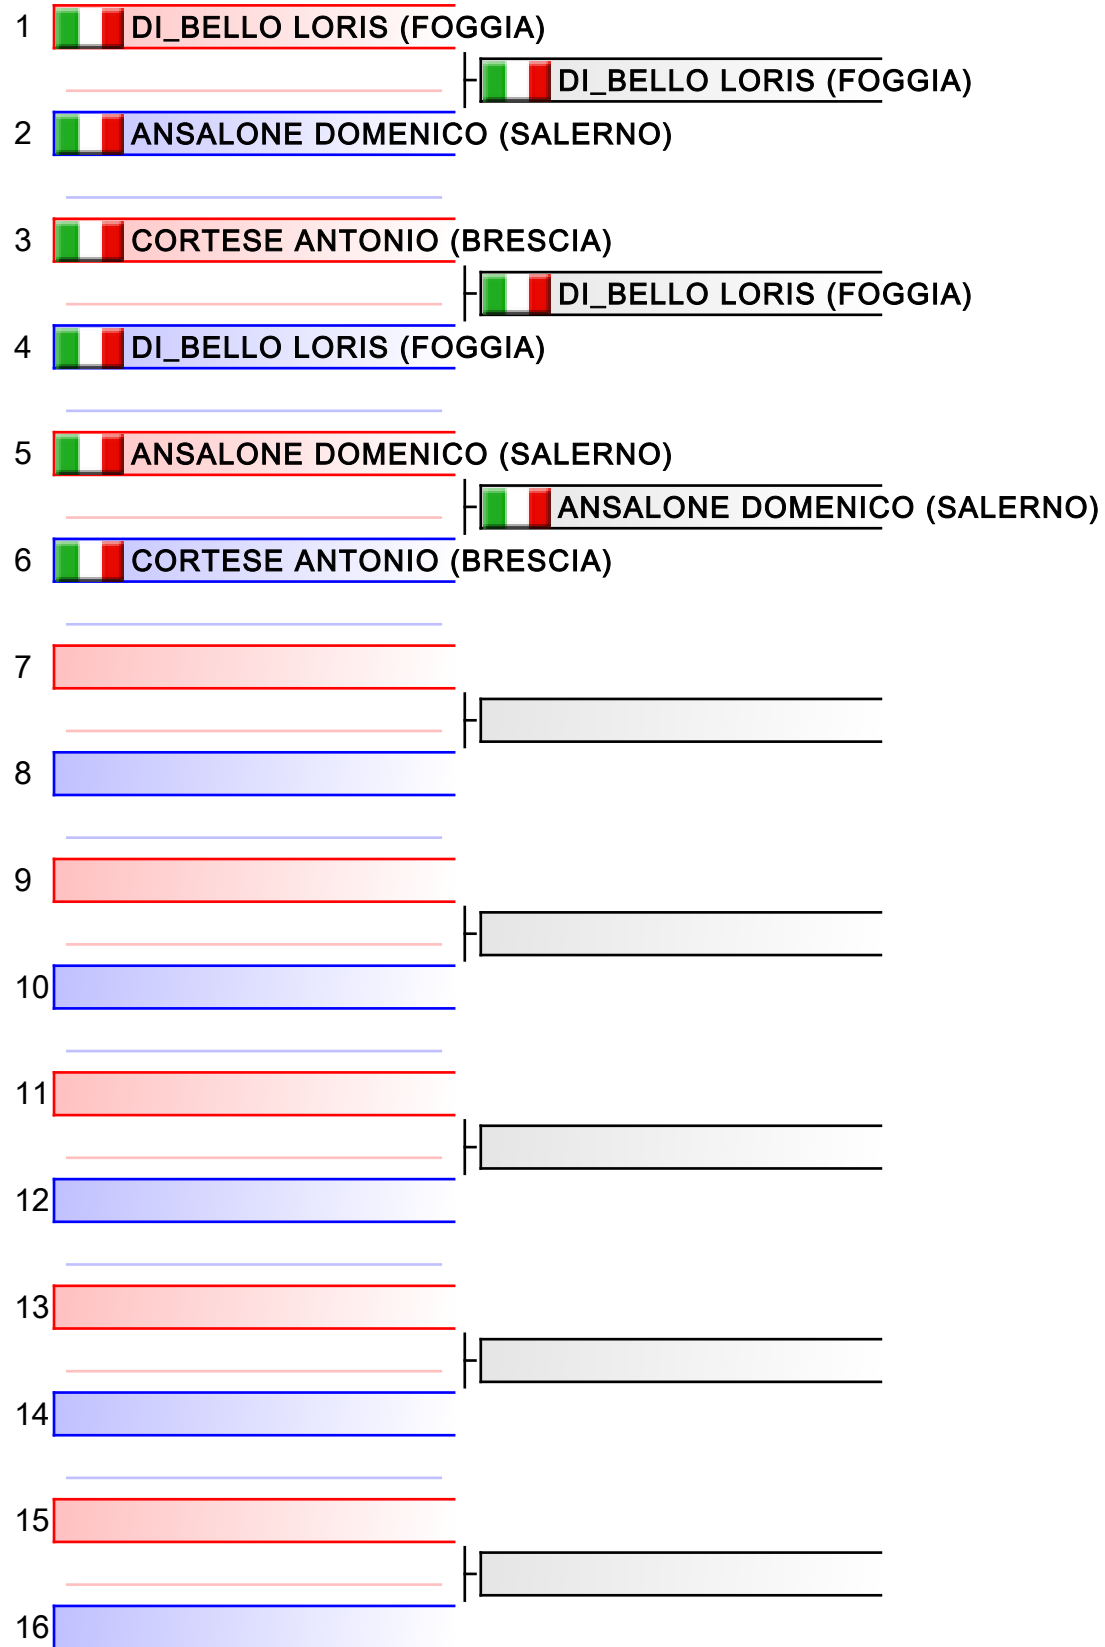 1 DI_BELLO LORIS (FOGGIA)
DI_BELLO LORIS (FOGGIA)
2 ANSALONE DOMENICO (SALERNO)
3 CORTESE ANTONIO (BRESCIA)
DI_BELLO LORIS (FOGGIA)
4 DI_BELLO LORIS (FOGGIA)
5 ANSALONE DOMENICO (SALERNO)
ANSALONE DOMENICO (SALERNO)
6 CORTESE ANTONIO (BRESCIA)
7
8
9
10
11
12
13
14
15
16